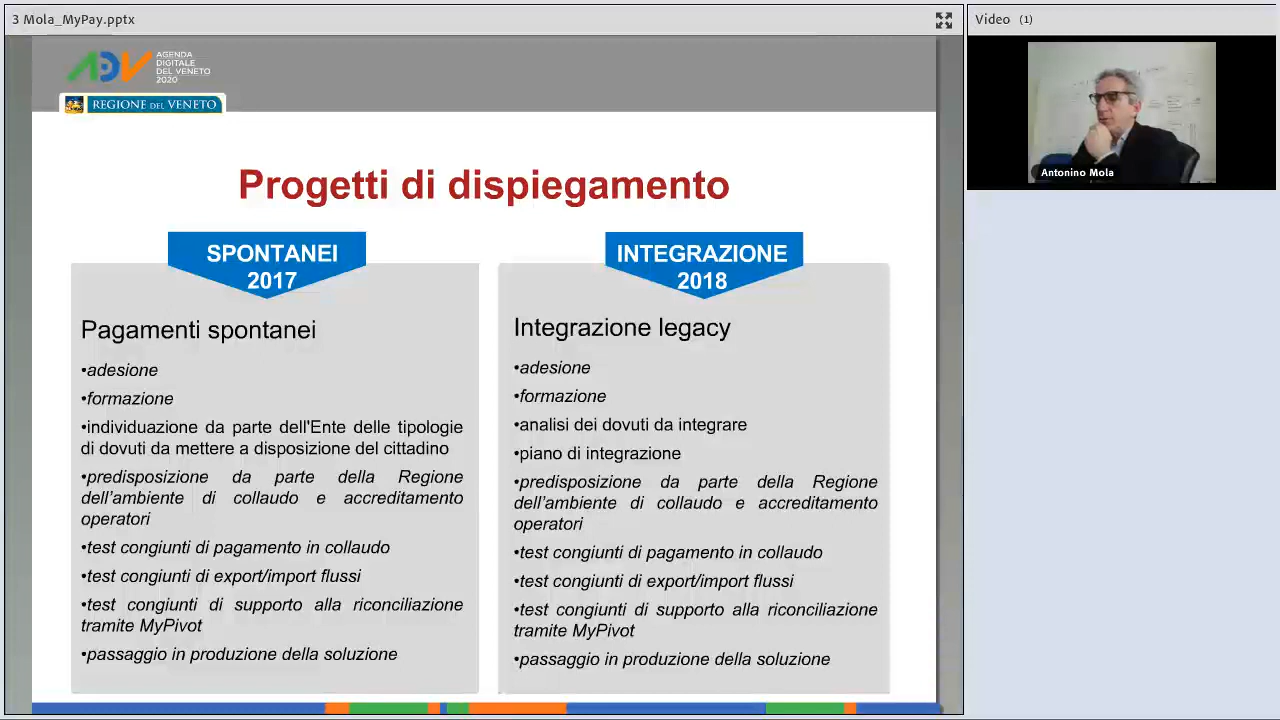 3 Mola_MyPay.pptx
Video (1)
ADV
AGENDA
DIGITALE
DEL VENETO
2020
REGIONE DEL VENETO
Antonino Mola
Progetti di dispiegamento
SPONTANEI
2017
Pagamenti spontanei
•adesione
•formazione
•individuazione da parte dell'Ente delle tipologie
di dovuti da mettere a disposizione del cittadino
•predisposizione da parte della Regione
dell’ambiente di collaudo e accreditamento
operatori
•test congiunti di pagamento in collaudo
•test congiunti di export/import flussi
•test congiunti di supporto alla riconciliazione
tramite MyPivot
•passaggio in produzione della soluzione
INTEGRAZIONE
2018
Integrazione legacy
•adesione
•formazione
•analisi dei dovuti da integrare
•piano di integrazione
•predisposizione da parte della Regione
dell’ambiente di collaudo e accreditamento
operatori
•test congiunti di pagamento in collaudo
•test congiunti di export/import flussi
•test congiunti di supporto alla riconciliazione
tramite MyPivot
•passaggio in produzione della soluzione